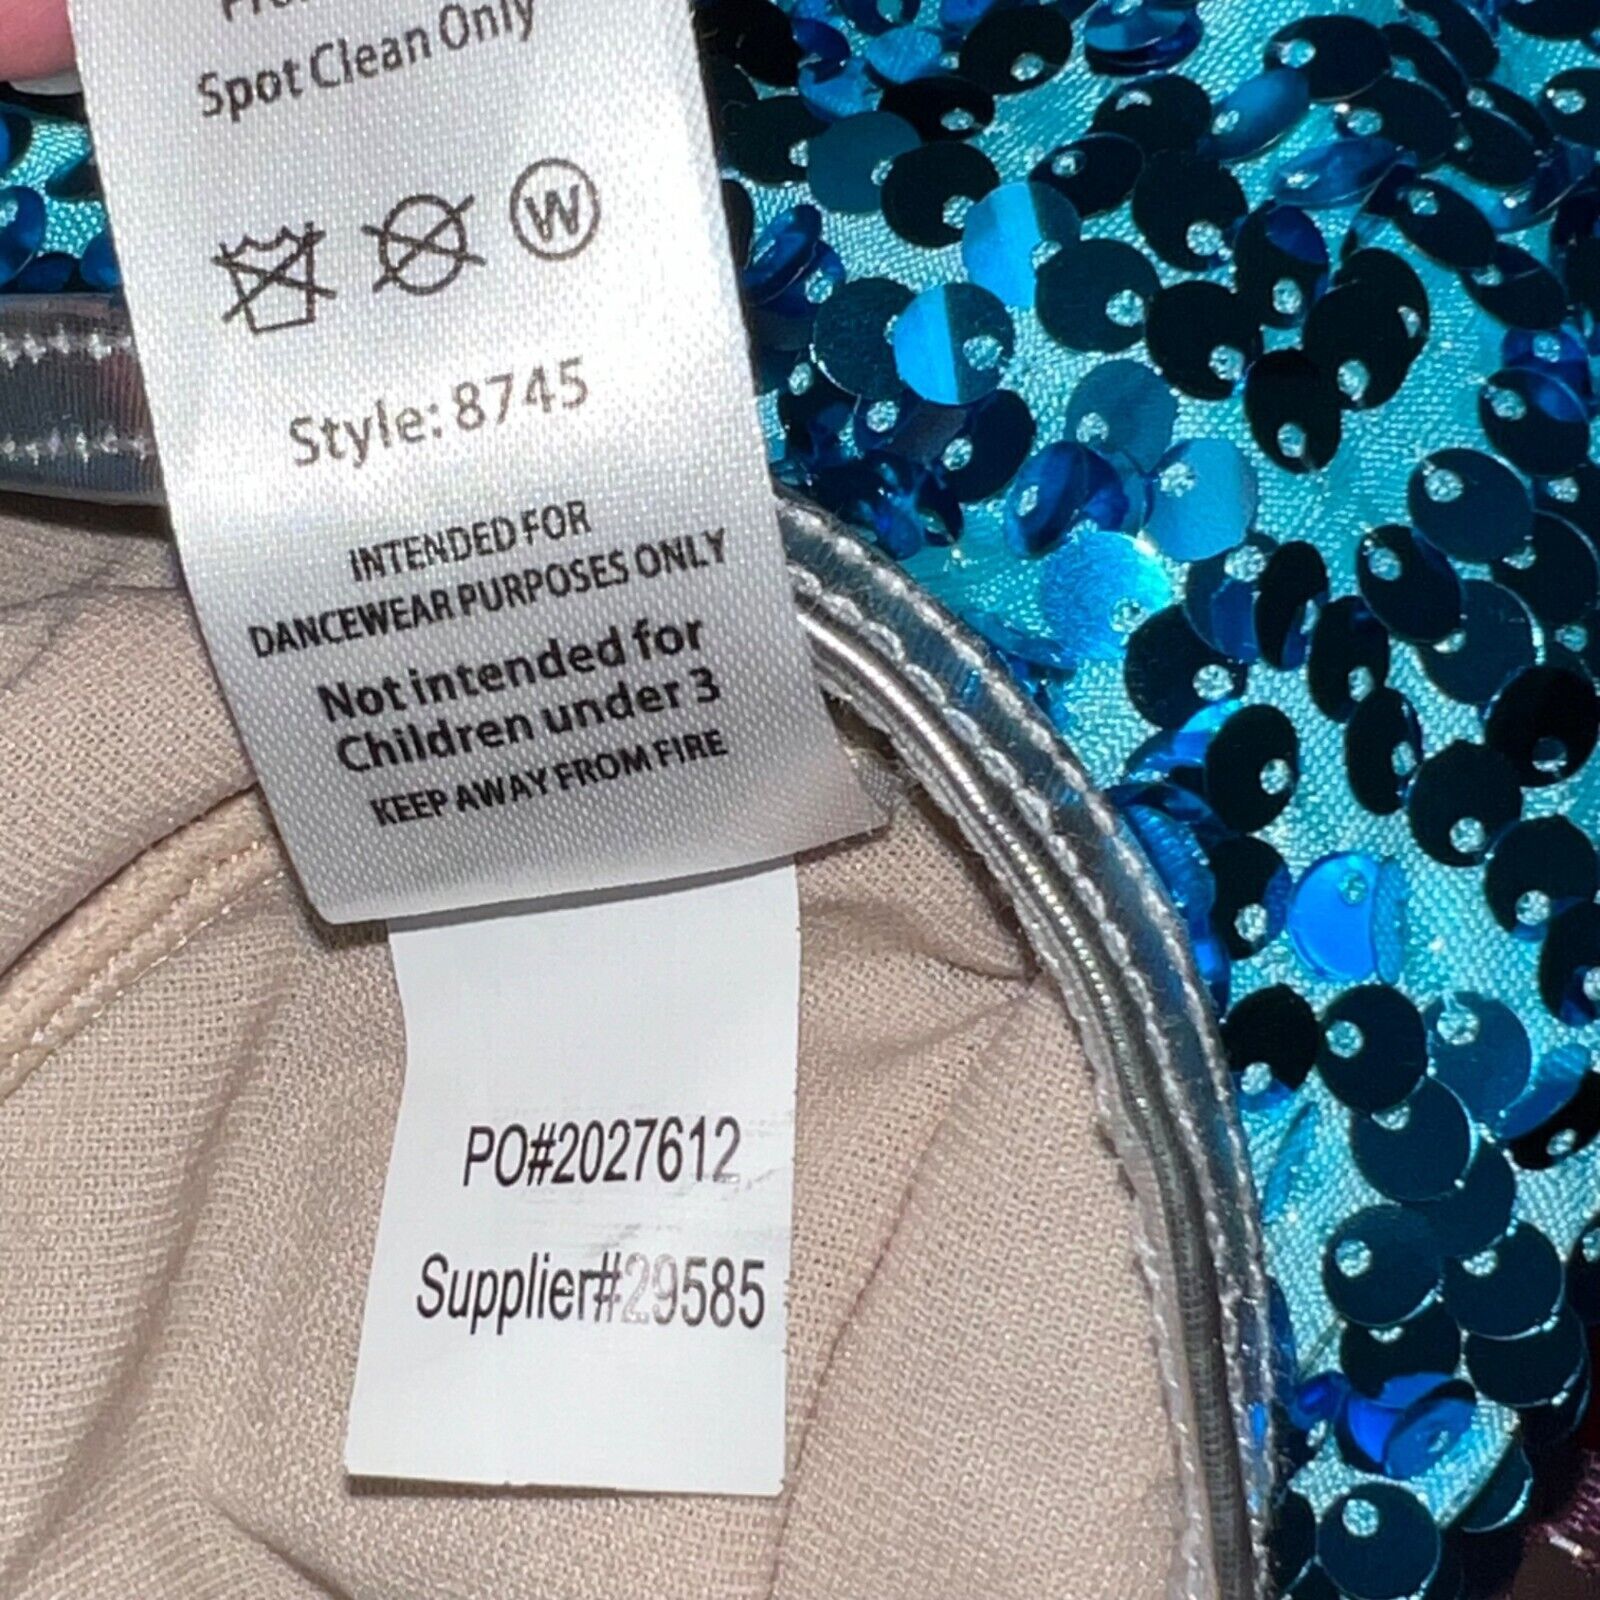 Spot Clean Only
W
Style: 8745
INTENDED FOR
DANCEWEAR PURPOSES ONLY
Not intended for
Children under 3
KEEP AWAY FROM FIRE
PO#2027612
Supplier#29585